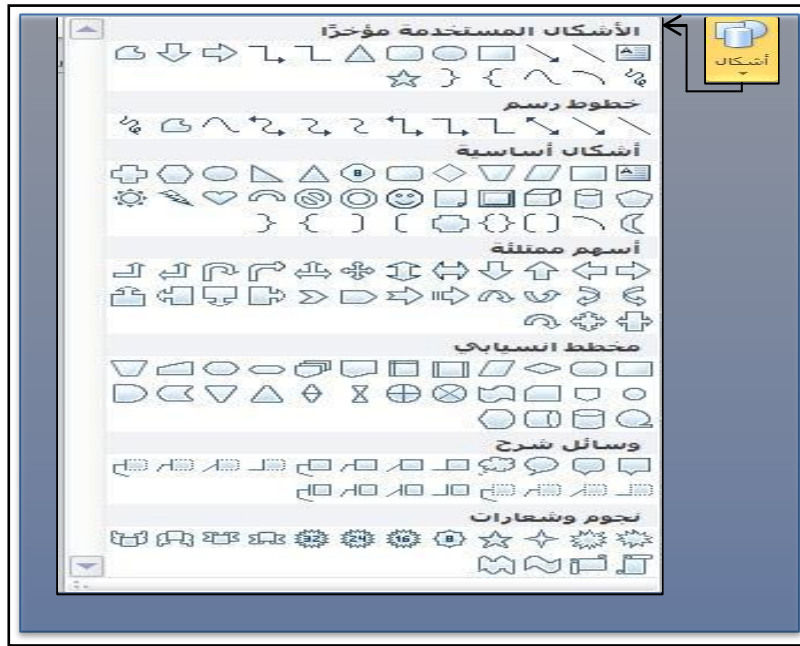 الأشكال المستخدمة مؤخرًا
أشكال
خطوط رسم
أشكال أساسية
أسهم ممتلئة
مخطط انسيابي
وسائل شرح
نجوم وشعارات